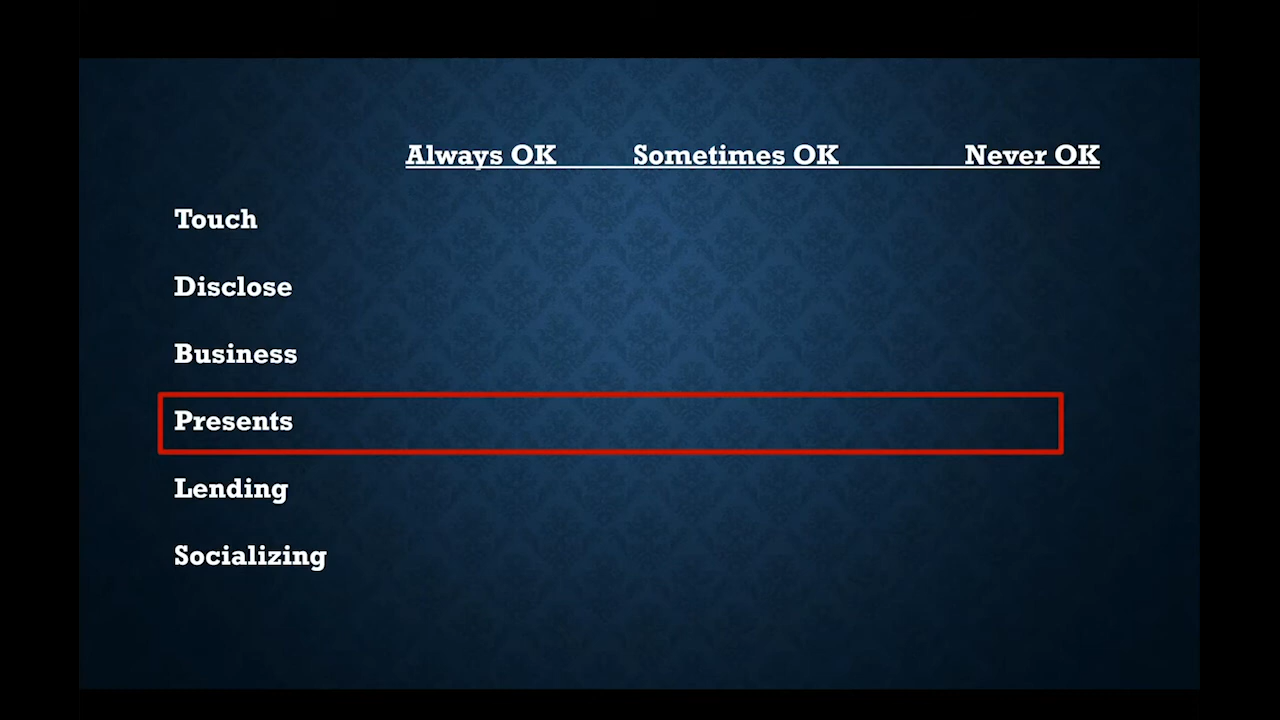 Always OK Sometimes OK Never OK
Touch
Disclose
Business
Presents
Lending
Socializing